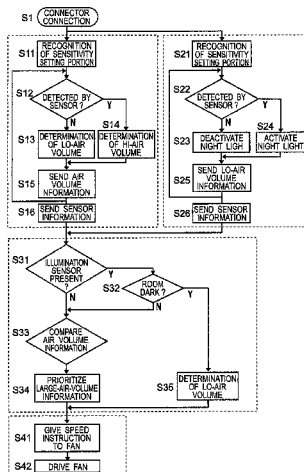 S1
CONNECTOR
CONNECTION
S11
RECOGNITION
OF SENSITIVITY
SETTING PORTION
S12
DETECTED BY
SENSOR ?
Y
N
S13
DETERMINATION
OF LO-AIR
VOLUME
S14
DETERMINATION
OF HI-AIR
VOLUME
S15
SEND AIR
VOLUME
INFORMATION
S16
SEND SENSOR
INFORMATION
S21
RECOGNITION
OF SENSITIVITY
SETTING PORTION
S22
DETECTED BY
SENSOR ?
Y
N
S23
DEACTIVATE
NIGHT LIGH
S24
ACTIVATE
NIGHT LIGHT
S25
SEND LO-AIR
VOLUME
INFORMATION
S26
SEND SENSOR
INFORMATION
S31
ILLUMINATION
SENSOR
PRESENT
?
Y
N
S32
ROOM
DARK ?
Y
N
S33
COMPARE
AIR VOLUME
INFORMATION
S34
PRIORITIZE
LARGE-AIR-VOLUME
INFORMATION
S35
DETERMINATION
OF LO-AIR
VOLUME
S41
GIVE SPEED
INSTRUCTION
TO FAN
S42
DRIVE FAN